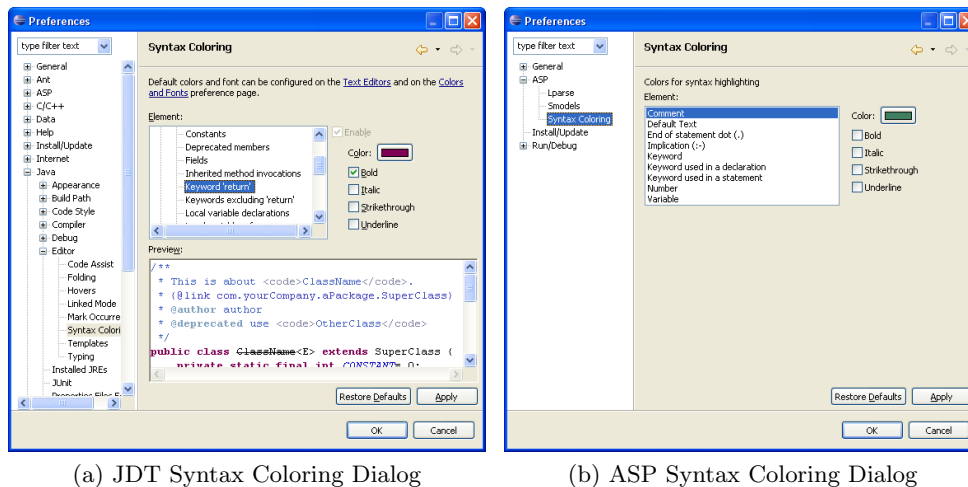 Preferences
type filter text
General
Ant
ASP
C/C++
Data
Help
Install/Update
Internet
Java
Appearance
Build Path
Code Style
Compiler
Debug
Editor
Code Assist
Folding
Hovers
Linked Mode
Mark Occurre
Syntax Colori
Templates
Typing
Installed JREs
JUnit
Properties Files E
Syntax Coloring
Default colors and font can be configured on the Text Editors and on the Colors
and Fonts preference page.
Element:
Constants
Deprecated members
Fields
Inherited method invocations
Keyword 'return'
Keywords excluding 'return'
Local variable declarations
Enable
Color:
Bold
Italic
Strikethrough
Underline
Preview:
/**
* This is about <code>ClassName</code>.
* {@link com.yourCompany.aPackage.SuperClass}
* @author author
* @deprecated use <code>OtherClass</code>
*/
public class ClassName<E> extends SuperClass {
private static final int CONSTANT= 0;
Restore Defaults
Apply
OK
Cancel
(a) JDT Syntax Coloring Dialog
Preferences
type filter text
General
ASP
Lparse
Smodels
Syntax Coloring
Install/Update
Run/Debug
Syntax Coloring
Colors for syntax highlighting
Element:
Comment
Default Text
End of statement dot (.)
Implication (:-)
Keyword
Keyword used in a declaration
Keyword used in a statement
Number
Variable
Color:
Bold
Italic
Strikethrough
Underline
Restore Defaults
Apply
OK
Cancel
(b) ASP Syntax Coloring Dialog